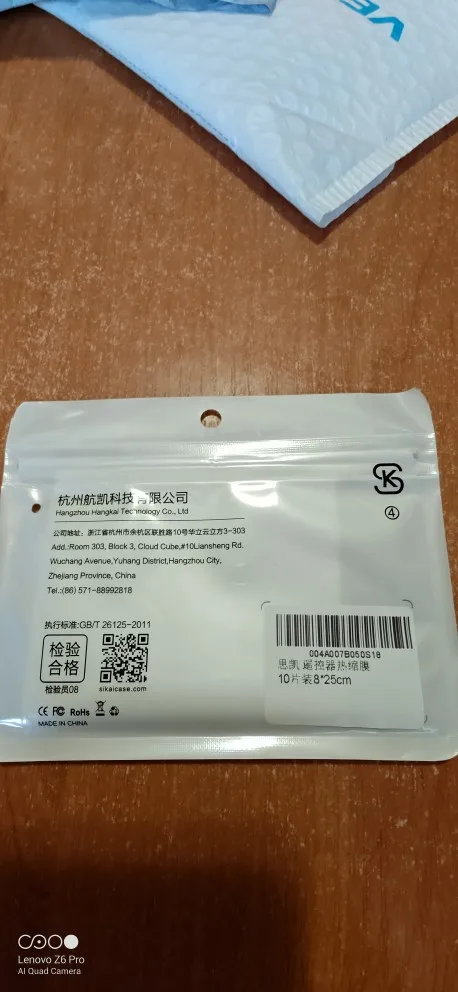 VE
杭州航凯科技有限公司
Hangzhou Hangkai Technology Co., Ltd
公司地址: 浙江省杭州市余杭区联胜路10号华立云立方3-303
Add.:Room 303, Block 3, Cloud Cube,#10Liansheng Rd.
Wuchang Avenue,Yuhang District,Hangzhou City,
Zhejiang Province, China
Tel.:(86) 571-88992818
SK
④
执行标准:GB/T 26125-2011
检验
合格
检验员08
sikaicase.com
CE FC RoHS
MADE IN CHINA
004A007B050S18
思凯 遥控器热缩膜
10片装8*25cm
Lenovo Z6 Pro
AI Quad Camera